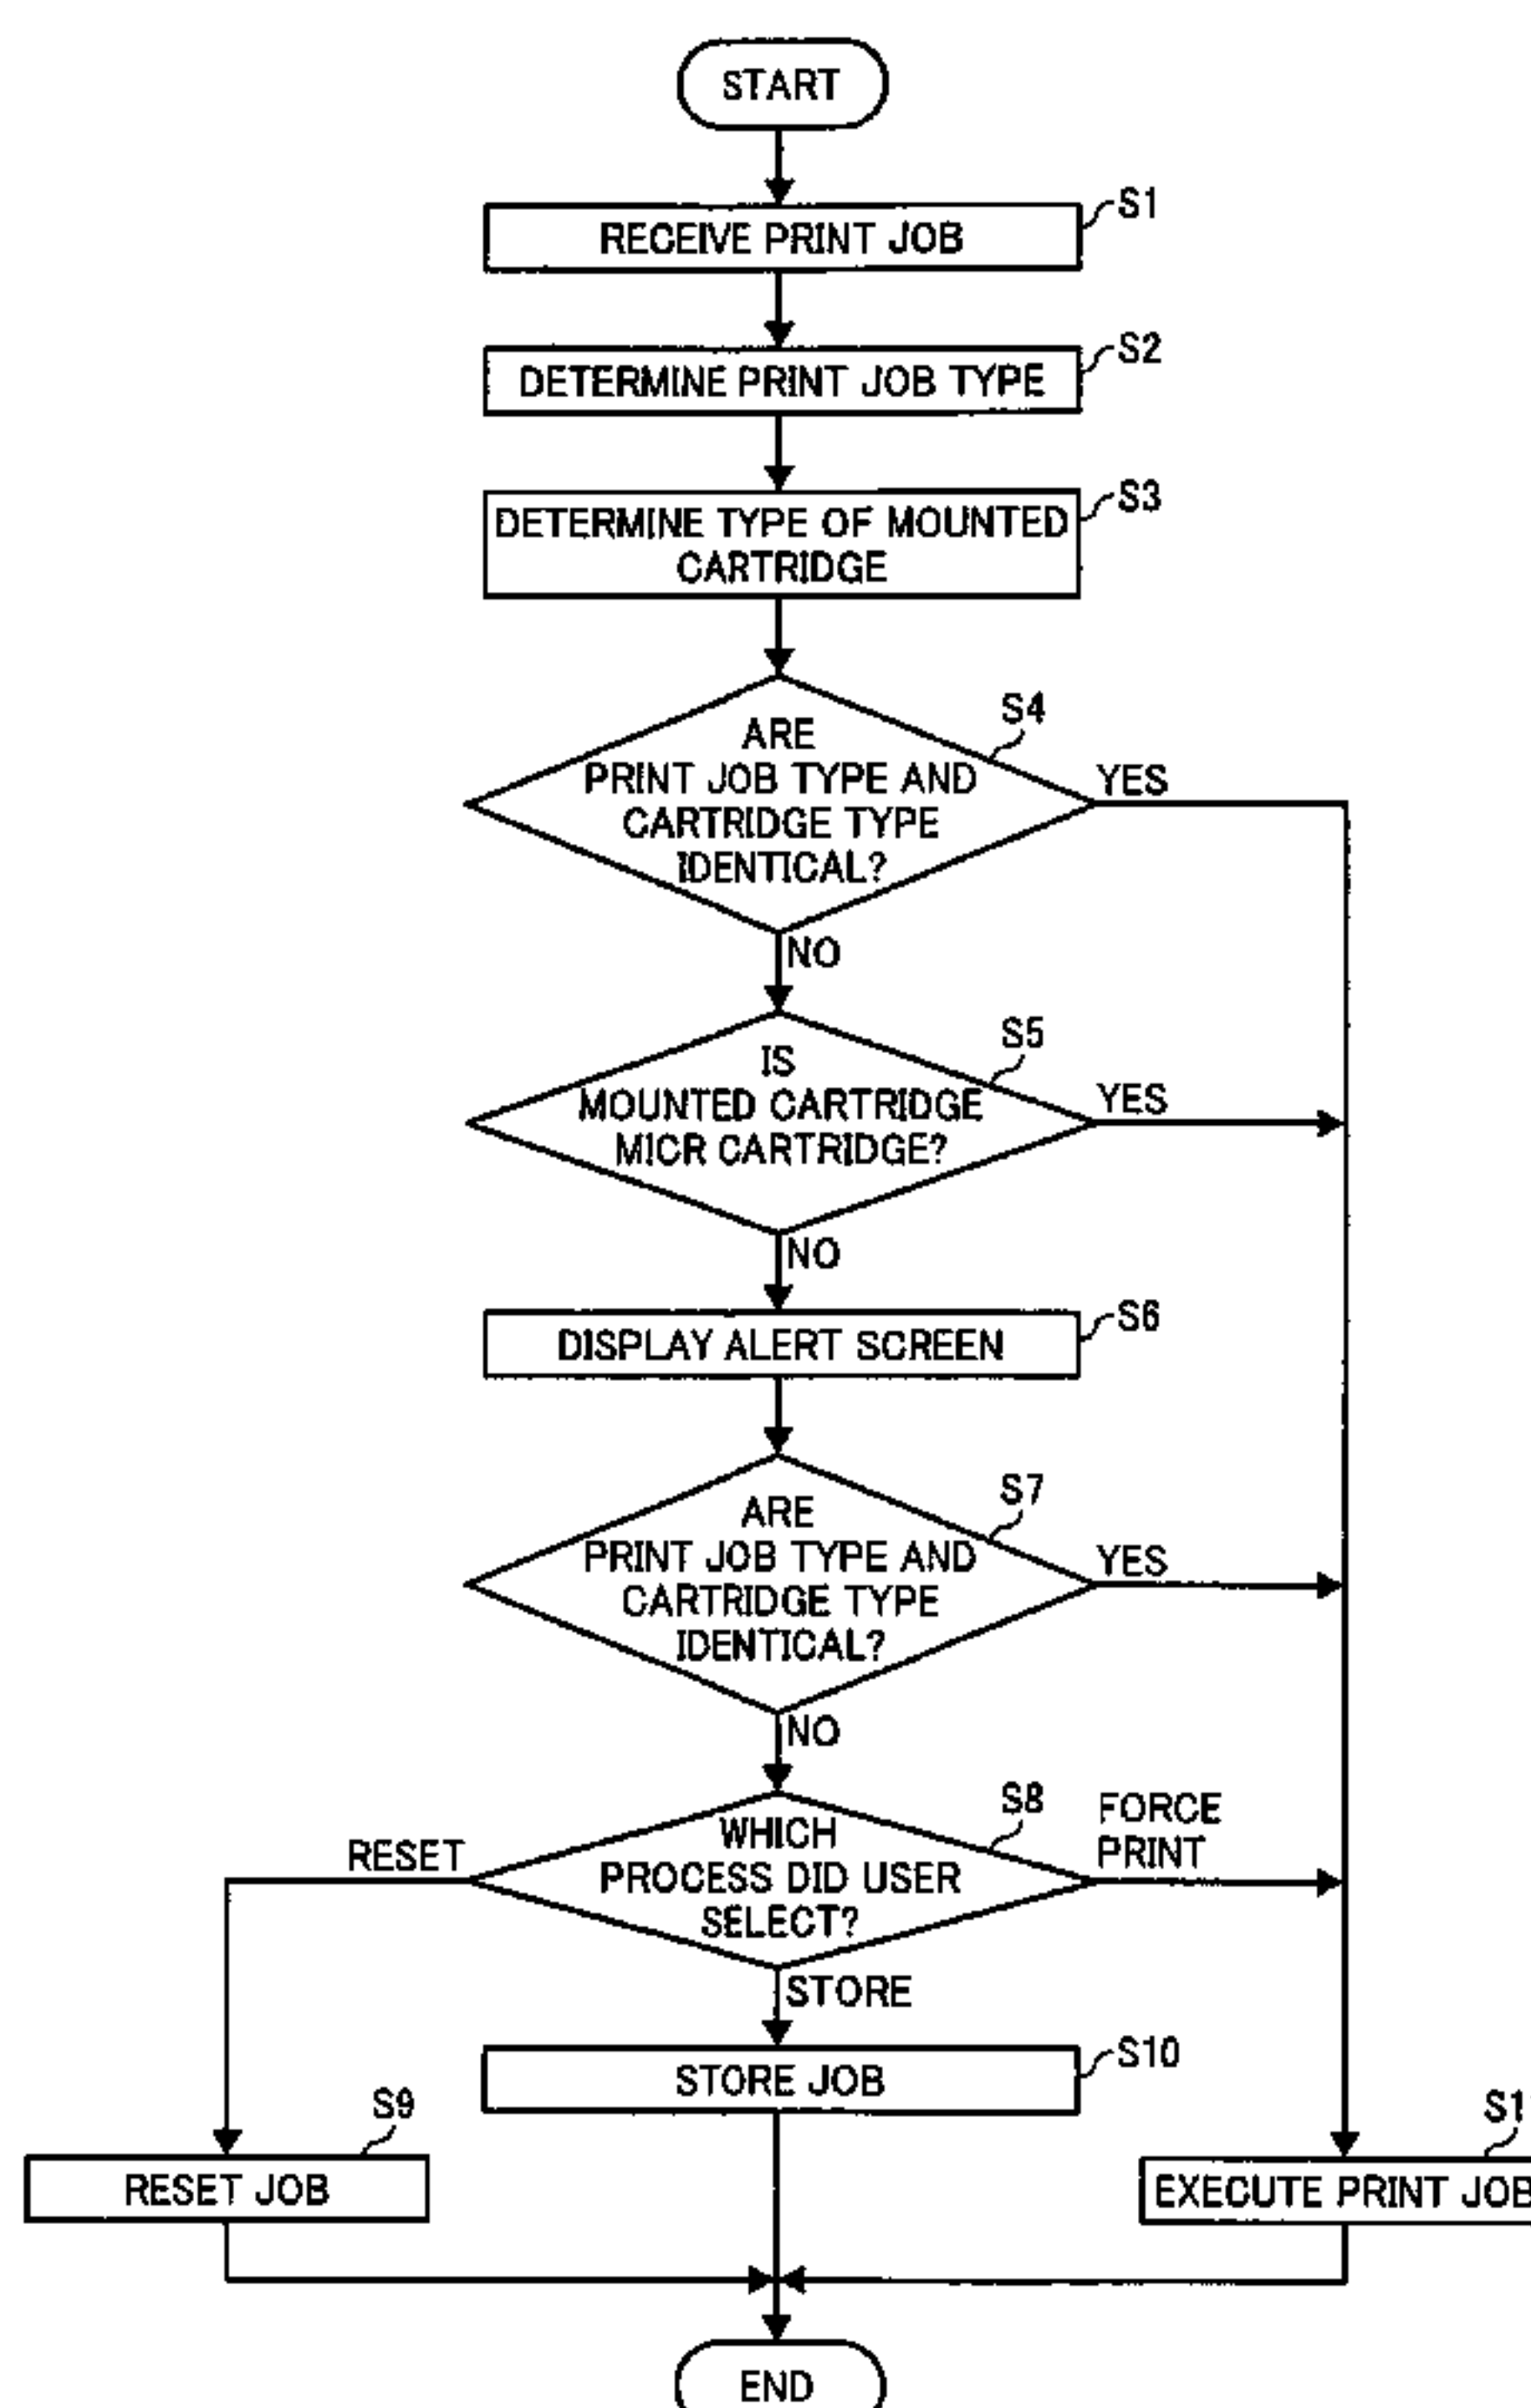 START
S1
RECEIVE PRINT JOB
S2
DETERMINE PRINT JOB TYPE
S3
DETERMINE TYPE OF MOUNTED
CARTRIDGE
S4
ARE
PRINT JOB TYPE AND
CARTRIDGE TYPE
IDENTICAL?
YES
NO
S5
IS
MOUNTED CARTRIDGE
MICR CARTRIDGE?
YES
NO
S6
DISPLAY ALERT SCREEN
S7
ARE
PRINT JOB TYPE AND
CARTRIDGE TYPE
IDENTICAL?
YES
NO
S8
WHICH
PROCESS DID USER
SELECT?
RESET
FORCE
PRINT
STORE
S10
STORE JOB
S9
RESET JOB
S1
EXECUTE PRINT JOB
END